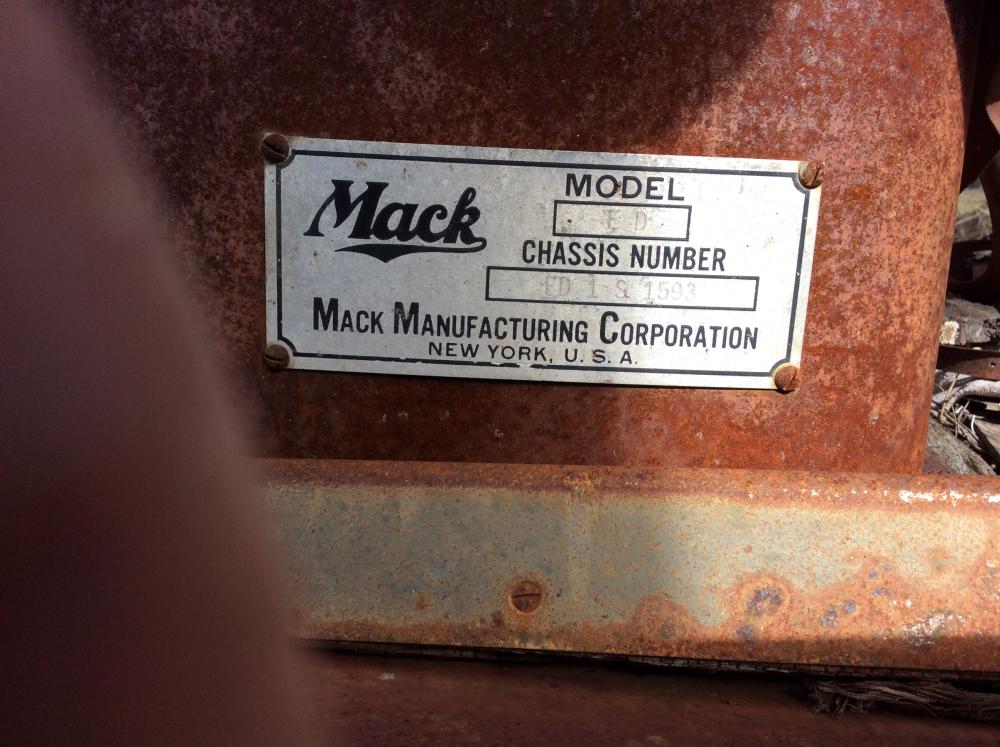 Mack
MODEL
ED
CHASSIS NUMBER
ED 1 S 1593
MACK MANUFACTURING CORPORATION
NEW YORK, U. S. A.